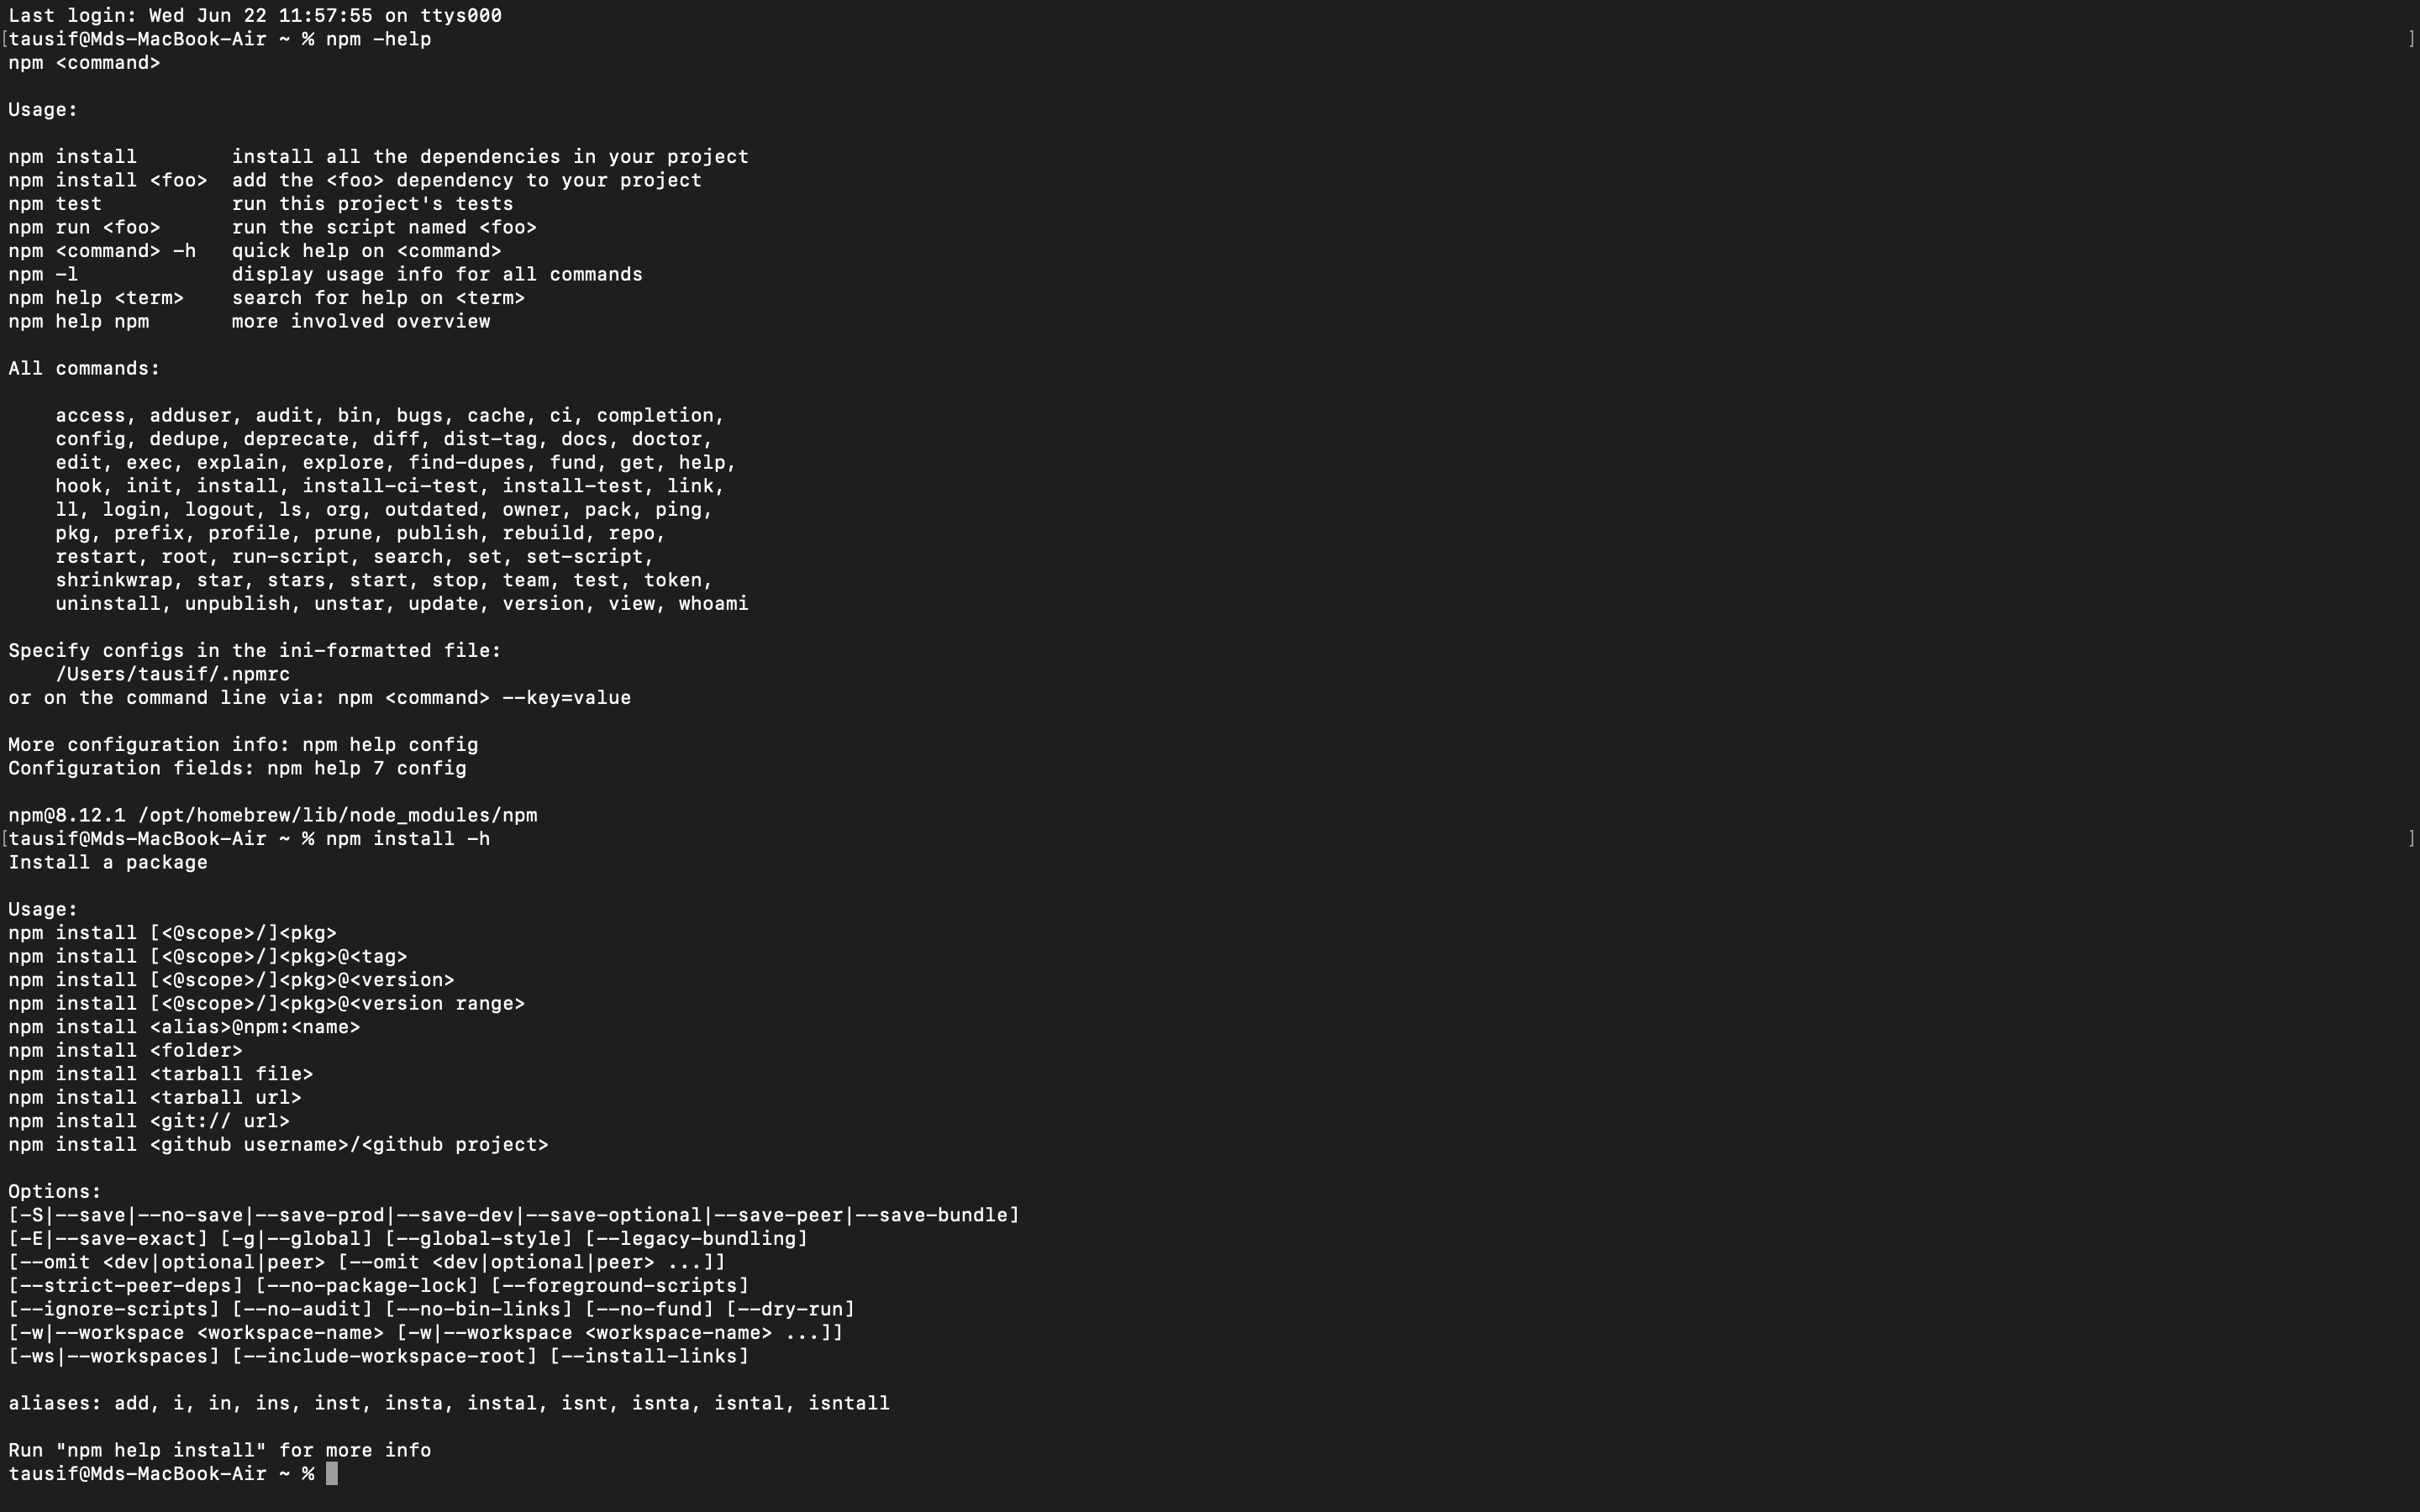 Last login: Wed Jun 22 11:57:55 on ttys000
[tausif@Mds-MacBook-Air ~ % npm -help ]
npm <command>

Usage:

npm install        install all the dependencies in your project
npm install <foo>  add the <foo> dependency to your project
npm test           run this project's tests
npm run <foo>      run the script named <foo>
npm <command> -h   quick help on <command>
npm -l             display usage info for all commands
npm help <term>    search for help on <term>
npm help npm       more involved overview

All commands:

    access, adduser, audit, bin, bugs, cache, ci, completion,
    config, dedupe, deprecate, diff, dist-tag, docs, doctor,
    edit, exec, explain, explore, find-dupes, fund, get, help,
    hook, init, install, install-ci-test, install-test, link,
    ll, login, logout, ls, org, outdated, owner, pack, ping,
    pkg, prefix, profile, prune, publish, rebuild, repo,
    restart, root, run-script, search, set, set-script,
    shrinkwrap, star, stars, start, stop, team, test, token,
    uninstall, unpublish, unstar, update, version, view, whoami

Specify configs in the ini-formatted file:
    /Users/tausif/.npmrc
or on the command line via: npm <command> --key=value

More configuration info: npm help config
Configuration fields: npm help 7 config

npm@8.12.1 /opt/homebrew/lib/node_modules/npm
[tausif@Mds-MacBook-Air ~ % npm install -h ]
Install a package

Usage:
npm install [<@scope>/]<pkg>
npm install [<@scope>/]<pkg>@<tag>
npm install [<@scope>/]<pkg>@<version>
npm install [<@scope>/]<pkg>@<version range>
npm install <alias>@npm:<name>
npm install <folder>
npm install <tarball file>
npm install <tarball url>
npm install <git:// url>
npm install <github username>/<github project>

Options:
[-S|--save|--no-save|--save-prod|--save-dev|--save-optional|--save-peer|--save-bundle]
[-E|--save-exact] [-g|--global] [--global-style] [--legacy-bundling]
[--omit <dev|optional|peer> [--omit <dev|optional|peer> ...]]
[--strict-peer-deps] [--no-package-lock] [--foreground-scripts]
[--ignore-scripts] [--no-audit] [--no-bin-links] [--no-fund] [--dry-run]
[-w|--workspace <workspace-name> [-w|--workspace <workspace-name> ...]]
[-ws|--workspaces] [--include-workspace-root] [--install-links]

aliases: add, i, in, ins, inst, insta, instal, isnt, isnta, isntal, isntall

Run "npm help install" for more info
tausif@Mds-MacBook-Air ~ %